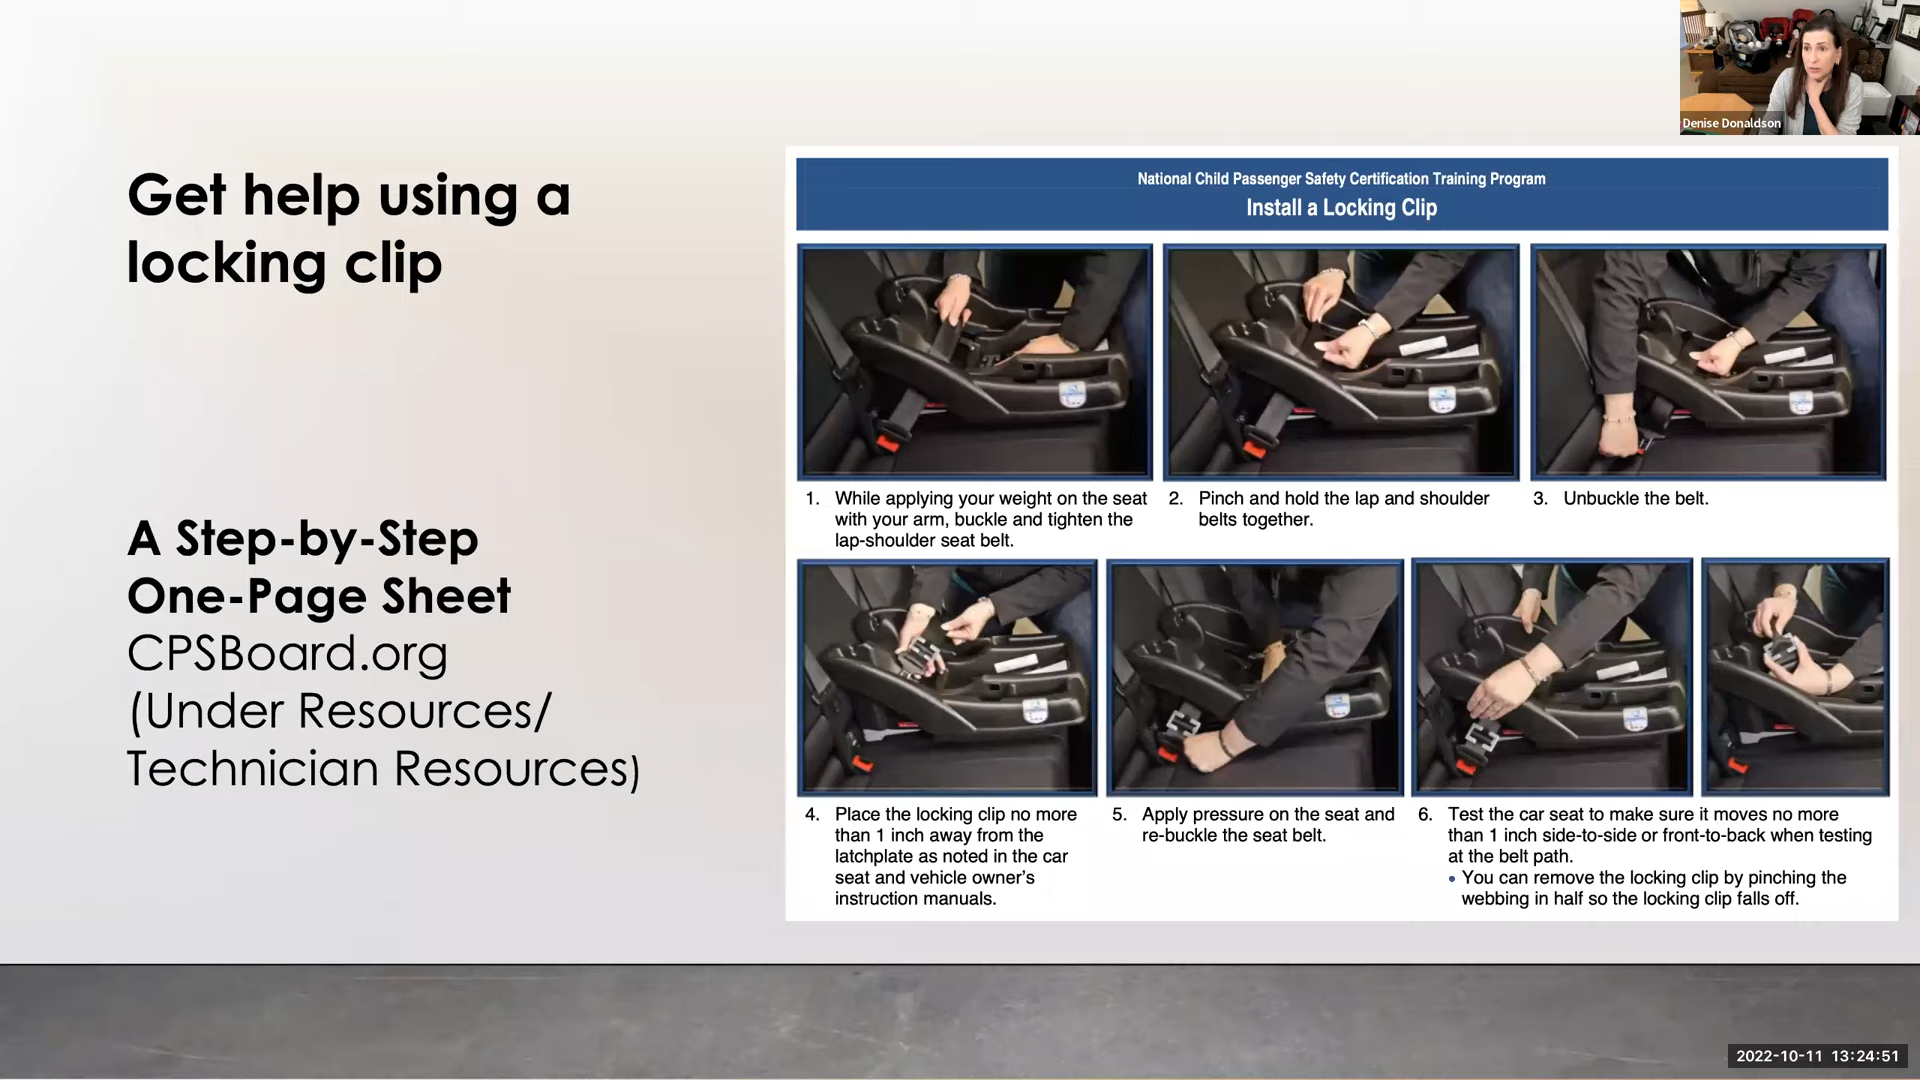 Denise Donaldson
Get help using a
locking clip
A Step-by-Step
One-Page Sheet
CPSBoard.org
(Under Resources/
Technician Resources)
National Child Passenger Safety Certification Training Program
Install a Locking Clip
1. While applying your weight on the seat
with your arm, buckle and tighten the
lap-shoulder seat belt.
2. Pinch and hold the lap and shoulder
belts together.
3. Unbuckle the belt.
4. Place the locking clip no more
than 1 inch away from the
latchplate as noted in the car
seat and vehicle owner's
instruction manuals.
5. Apply pressure on the seat and
re-buckle the seat belt.
6. Test the car seat to make sure it moves no more
than 1 inch side-to-side or front-to-back when testing
at the belt path.
• You can remove the locking clip by pinching the
webbing in half so the locking clip falls off.
2022-10-11 13:24:51